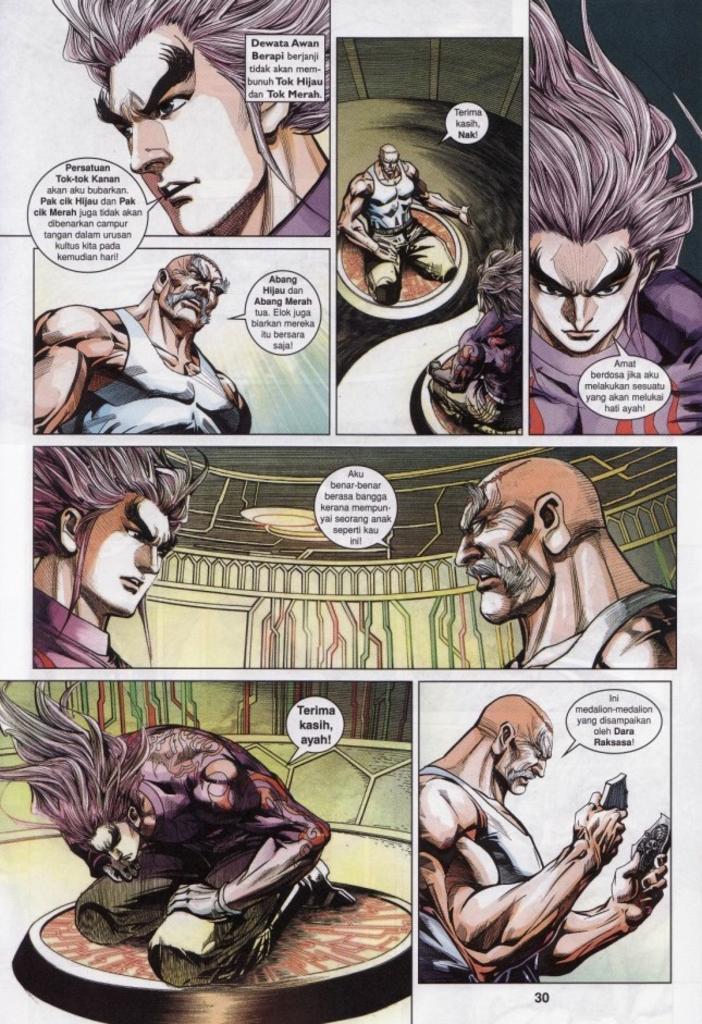 Dewata Awan
Berapi berjanji
tidak akan mem-
bunuh Tok Hijau
dan Tok Merah.
Persatuan
Tok-tok Kanan
akan aku bubarkan.
Pak cik Hijau dan Pak
cik Merah juga tidak akan
dibenarkan campur
tangan dalam urusan
kultus kita pada
kemudian hari!
Abang
Hijau dan
Abang Merah
tua. Elok juga
biarkan mereka
itu bersara
saja!
Terima
kasih,
Nak!
Amat
berdosa jika aku
melakukan sesuatu
yang akan melukai
hati ayah!
Aku
benar-benar
berasa bangga
kerana mempun-
yai seorang anak
seperti kau
ini!
Terima
kasih,
ayah!
Ini
medalion-medalion
yang disampaikan
oleh Dara
Raksasa!
30